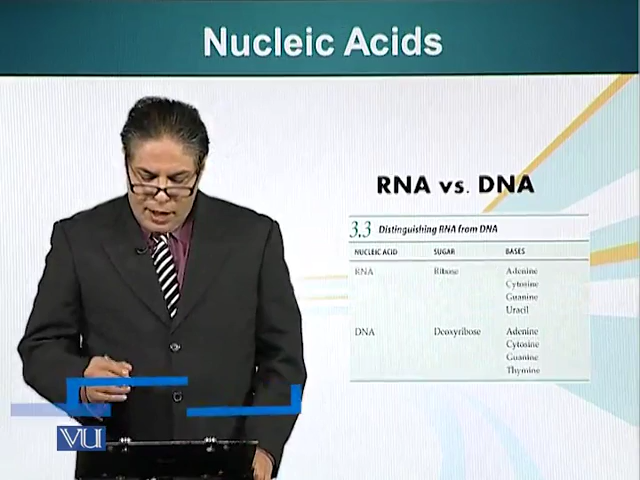 Nucleic Acids
RNA vs. DNA
3.3 Distinguishing RNA from DNA
NUCLEIC ACID SUGAR BASES
RNA Ribose Adenine
Cytosine
Guanine
Uracil
DNA Deoxyribose Adenine
Cytosine
Guanine
Thymine
VU